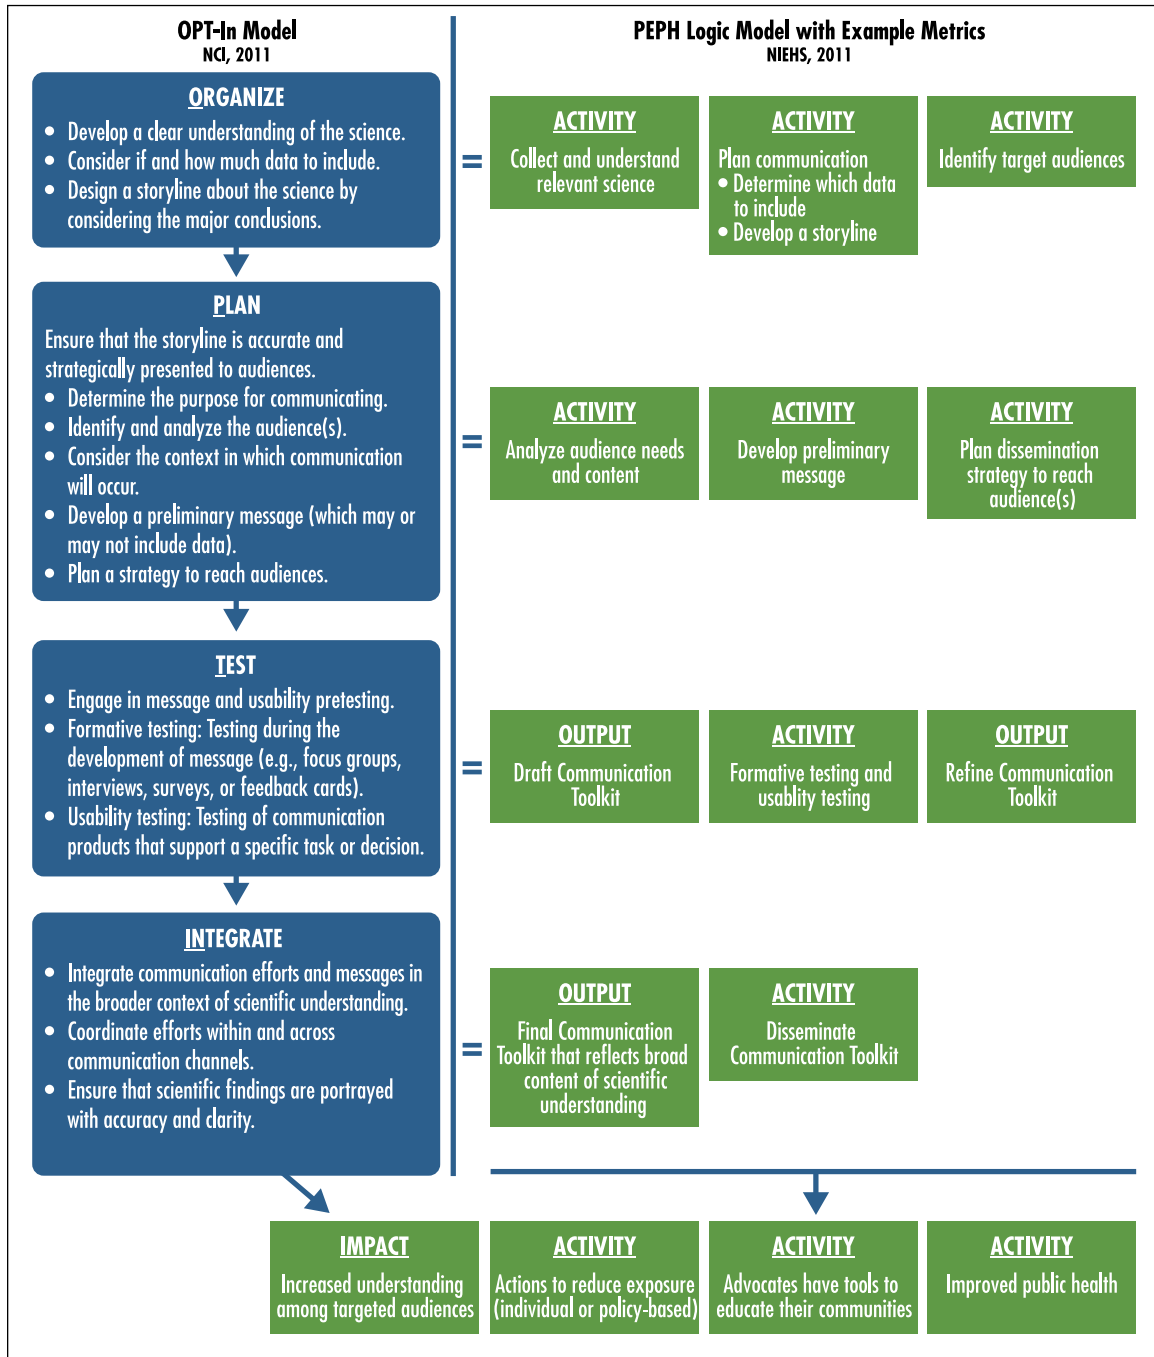 OPT-In Model
NCI, 2011
PEPH Logic Model with Example Metrics
NIEHS, 2011
ORGANIZE
• Develop a clear understanding of the science.
• Consider if and how much data to include.
• Design a storyline about the science by
considering the major conclusions.
=
ACTIVITY
Collect and understand
relevant science
ACTIVITY
Plan communication
• Determine which data
to include
• Develop a storyline
ACTIVITY
Identify target audiences
PLAN
Ensure that the storyline is accurate and
strategically presented to audiences.
• Determine the purpose for communicating.
• Identify and analyze the audience(s).
• Consider the context in which communication
will occur.
• Develop a preliminary message (which may or
may not include data).
• Plan a strategy to reach audiences.
=
ACTIVITY
Analyze audience needs
and content
ACTIVITY
Develop preliminary
message
ACTIVITY
Plan dissemination
strategy to reach
audience(s)
TEST
• Engage in message and usability pretesting.
• Formative testing: Testing during the
development of message (e.g., focus groups,
interviews, surveys, or feedback cards).
• Usability testing: Testing of communication
products that support a specific task or decision.
=
OUTPUT
Draft Communication
Toolkit
ACTIVITY
Formative testing and
usablity testing
OUTPUT
Refine Communication
Toolkit
INTEGRATE
• Integrate communication efforts and messages in
the broader context of scientific understanding.
• Coordinate efforts within and across
communication channels.
• Ensure that scientific findings are portrayed
with accuracy and clarity.
=
OUTPUT
Final Communication
Toolkit that reflects broad
content of scientific
understanding
ACTIVITY
Disseminate
Communication Toolkit
IMPACT
Increased understanding
among targeted audiences
ACTIVITY
Actions to reduce exposure
(individual or policy-based)
ACTIVITY
Advocates have tools to
educate their communities
ACTIVITY
Improved public health